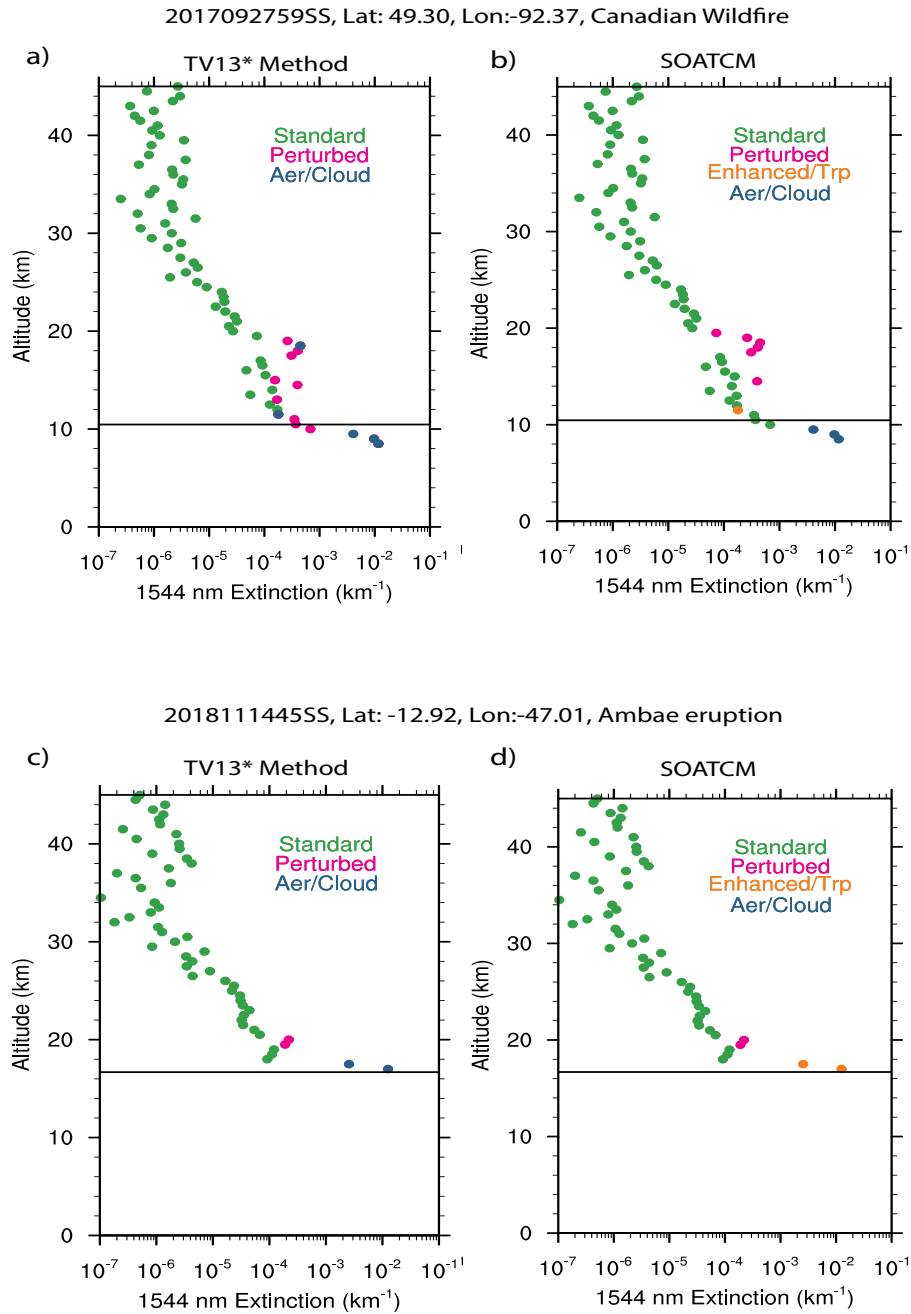 2017092759SS, Lat: 49.30, Lon:-92.37, Canadian Wildfire
a)
TV13* Method
Standard
Perturbed
Aer/Cloud
Altitude (km)
40
30
20
10
0
10⁻⁷ 10⁻⁶ 10⁻⁵ 10⁻⁴ 10⁻³ 10⁻² 10⁻¹
1544 nm Extinction (km⁻¹)
b)
SOATCM
Standard
Perturbed
Enhanced/Trp
Aer/Cloud
Altitude (km)
40
30
20
10
0
10⁻⁷ 10⁻⁶ 10⁻⁵ 10⁻⁴ 10⁻³ 10⁻² 10⁻¹
1544 nm Extinction (km⁻¹)
2018111445SS, Lat: -12.92, Lon:-47.01, Ambae eruption
c)
TV13* Method
Standard
Perturbed
Aer/Cloud
Altitude (km)
40
30
20
10
0
10⁻⁷ 10⁻⁶ 10⁻⁵ 10⁻⁴ 10⁻³ 10⁻² 10⁻¹
1544 nm Extinction (km⁻¹)
d)
SOATCM
Standard
Perturbed
Enhanced/Trp
Aer/Cloud
Altitude (km)
40
30
20
10
0
10⁻⁷ 10⁻⁶ 10⁻⁵ 10⁻⁴ 10⁻³ 10⁻² 10⁻¹
1544 nm Extinction (km⁻¹)